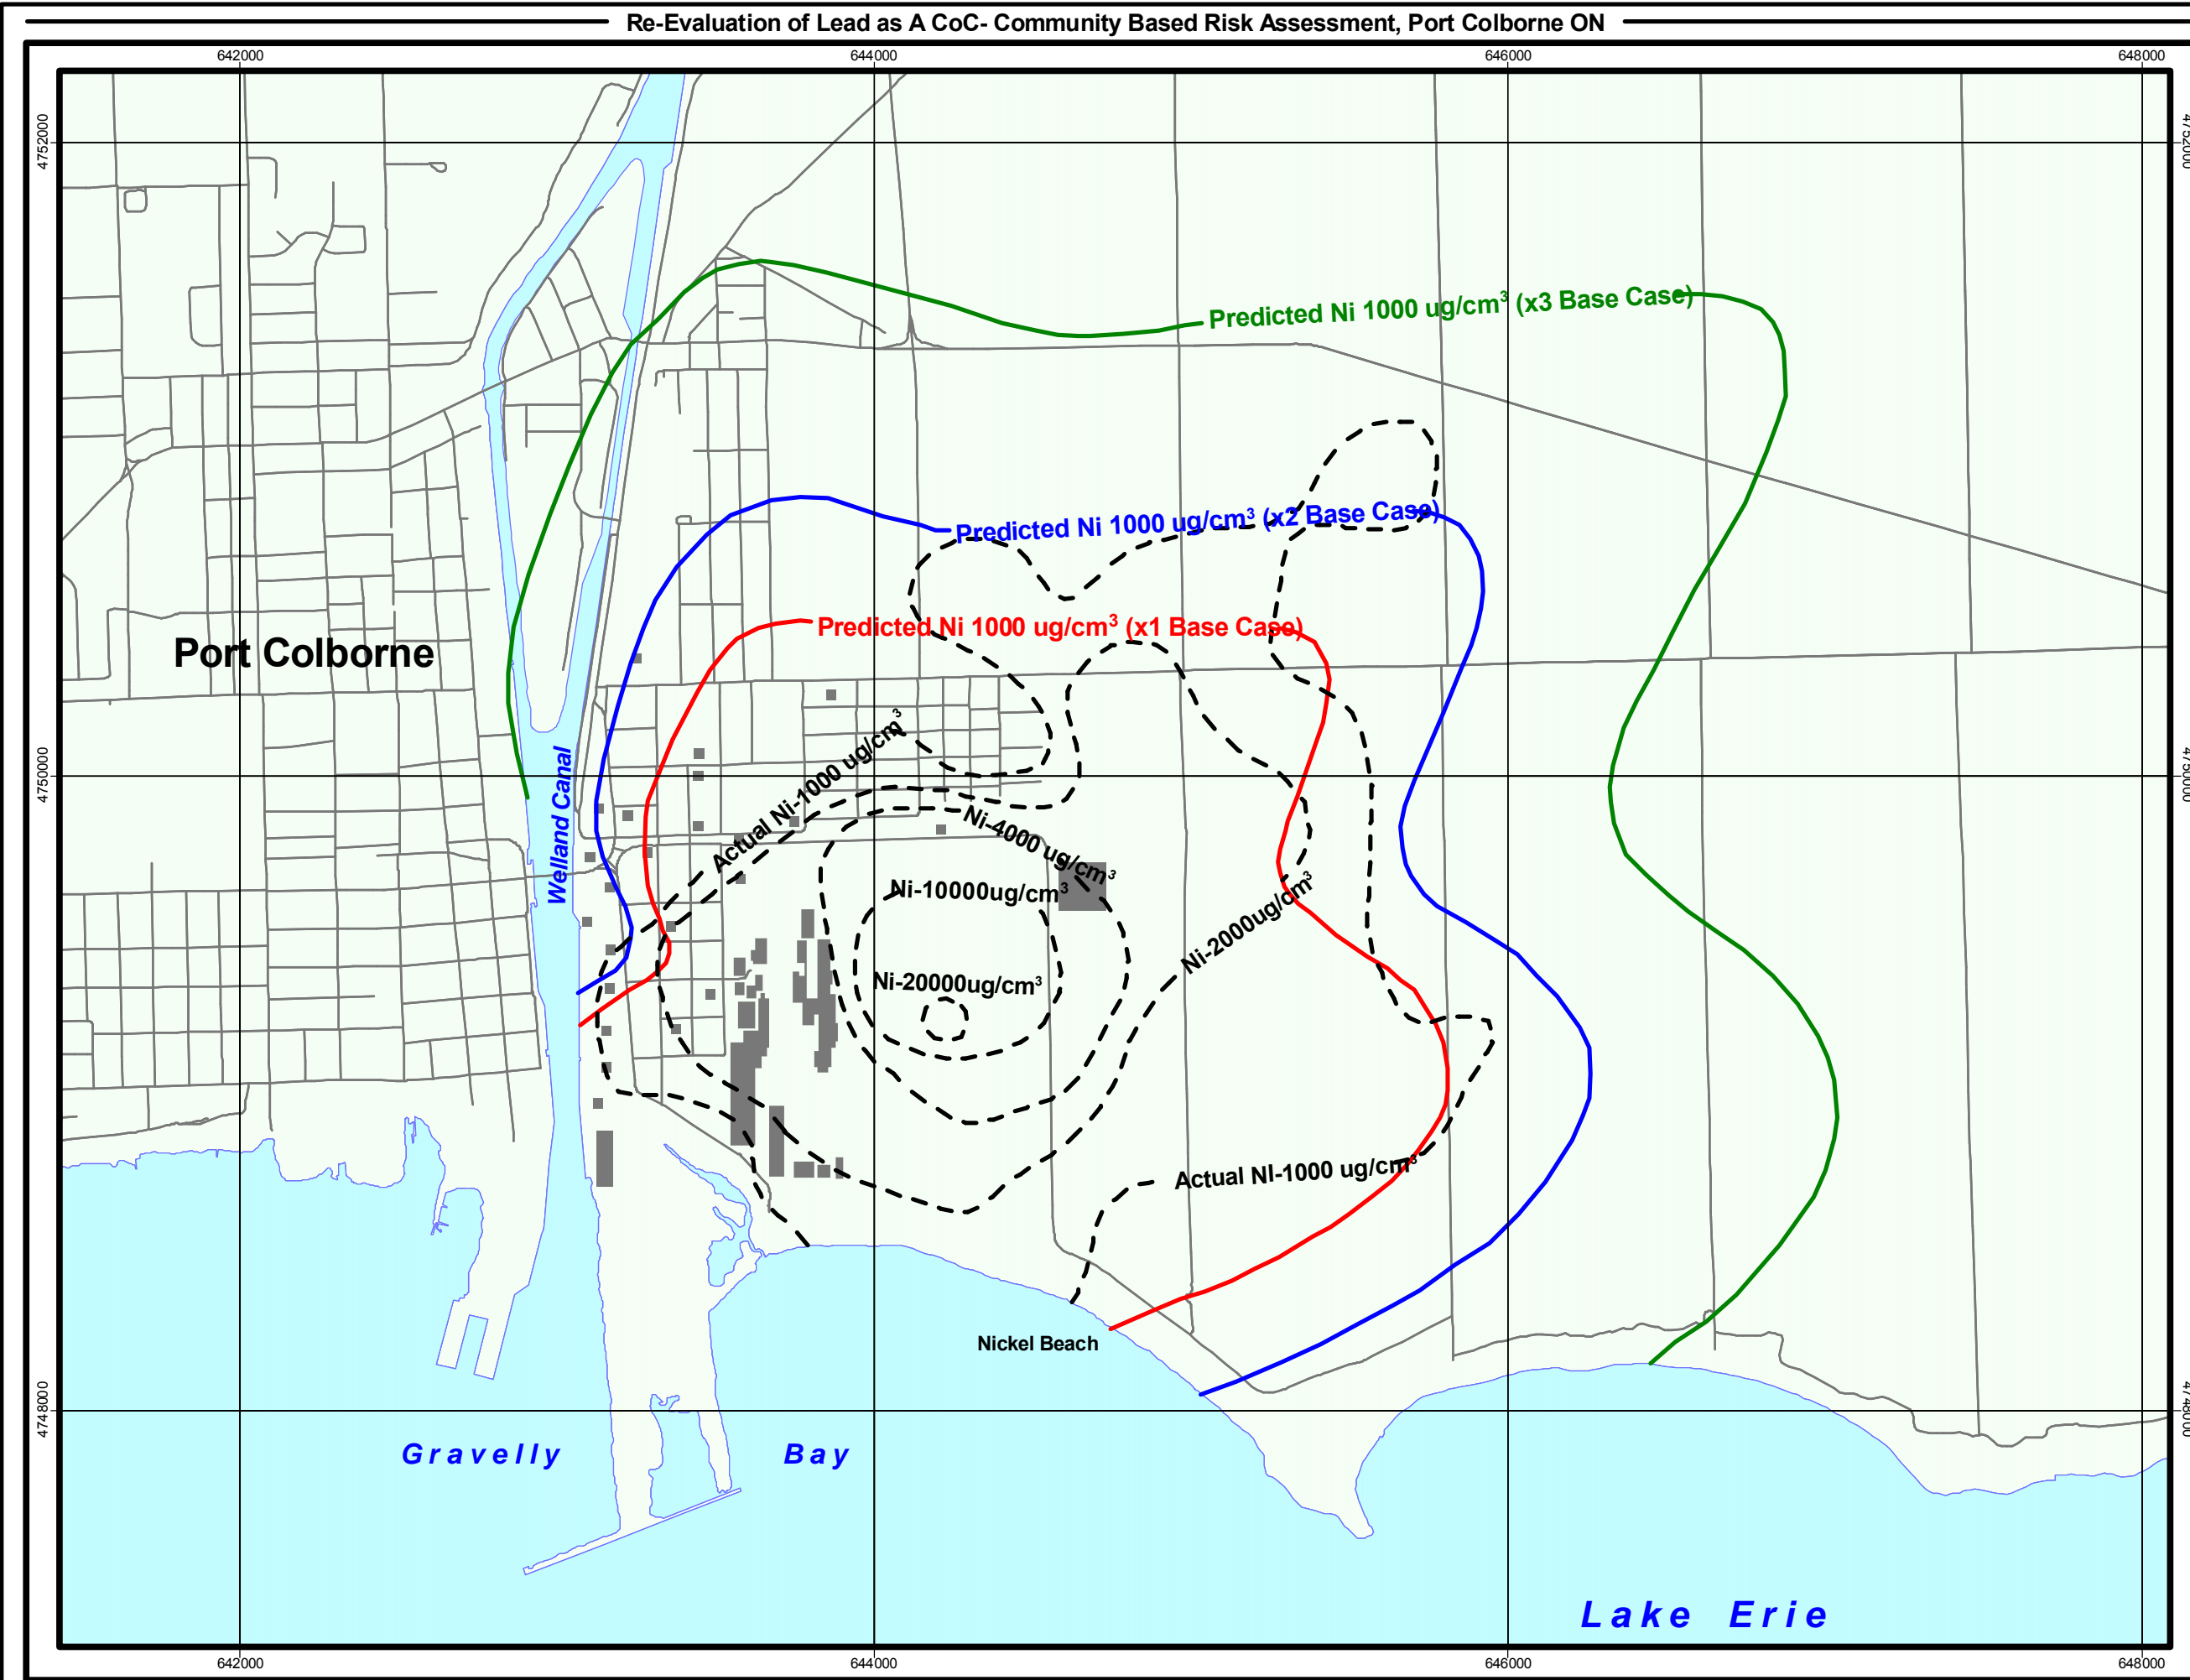 Re-Evaluation of Lead as A CoC- Community Based Risk Assessment, Port Colborne ON
642000
644000
646000
648000
4752000
4752000
Predicted Ni 1000 ug/cm³ (x3 Base Case)
Predicted Ni 1000 ug/cm³ (x2 Base Case)
Predicted Ni 1000 ug/cm³ (x1 Base Case)
Port Colborne
4750000
4750000
Welland Canal
Actual Ni-1000 ug/cm³
Ni-4000 ug/cm³
Ni-10000ug/cm³
Ni-2000ug/cm³
Ni-20000ug/cm³
Actual NI-1000 ug/cm³
Nickel Beach
4748000
4748000
Gravelly Bay
Lake Erie
642000
644000
646000
648000